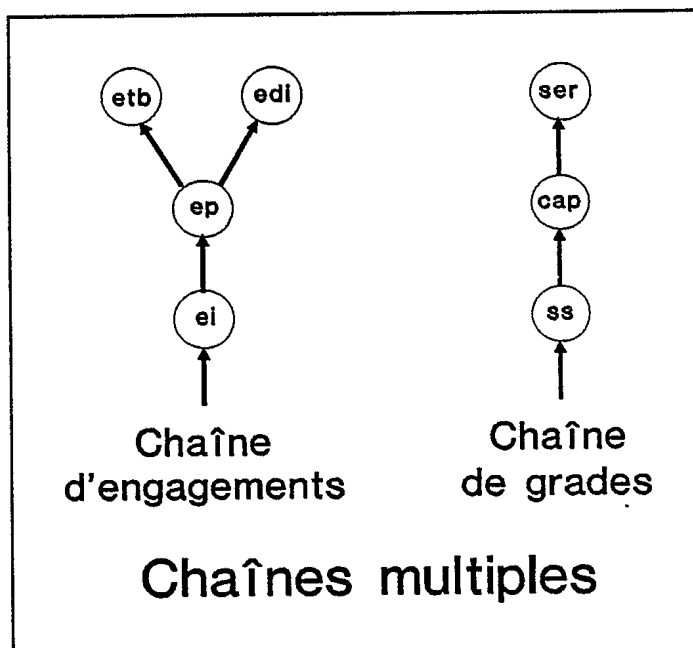 etb
edi
ser
ep
cap
ei
ss
Chaîne
d'engagements
Chaîne
de grades
Chaînes multiples